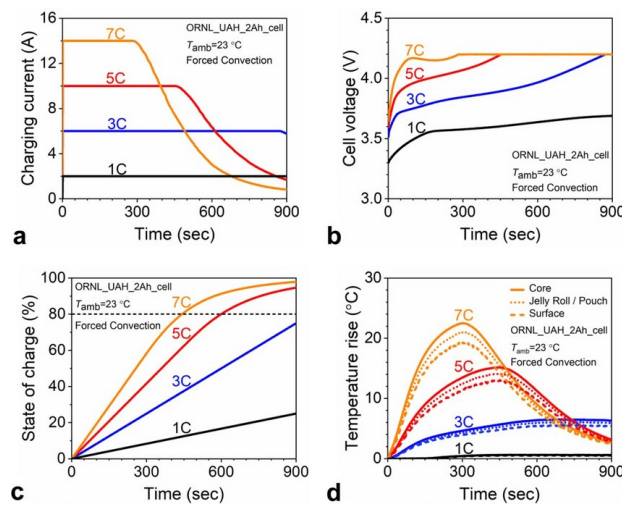 16
12
8
4
0
Charging current (A)
7C
5C
3C
1C
ORNL_UAH_2Ah_cell
Tamb=23 °C
Forced Convection
0 300 600 900
Time (sec)
a
4.5
4.0
3.5
3.0
Cell voltage (V)
7C
5C
3C
1C
ORNL_UAH_2Ah_cell
Tamb=23 °C
Forced Convection
0 300 600 900
Time (sec)
b
100
80
60
40
20
0
State of charge (%)
ORNL_UAH_2Ah_cell
Tamb=23 °C
Forced Convection
7C
5C
3C
1C
0 300 600 900
Time (sec)
c
30
20
10
0
Temperature rise (°C)
Core
Jelly Roll / Pouch
Surface
ORNL_UAH_2Ah_cell
Tamb=23 °C
Forced Convection
7C
5C
3C
1C
0 300 600 900
Time (sec)
d